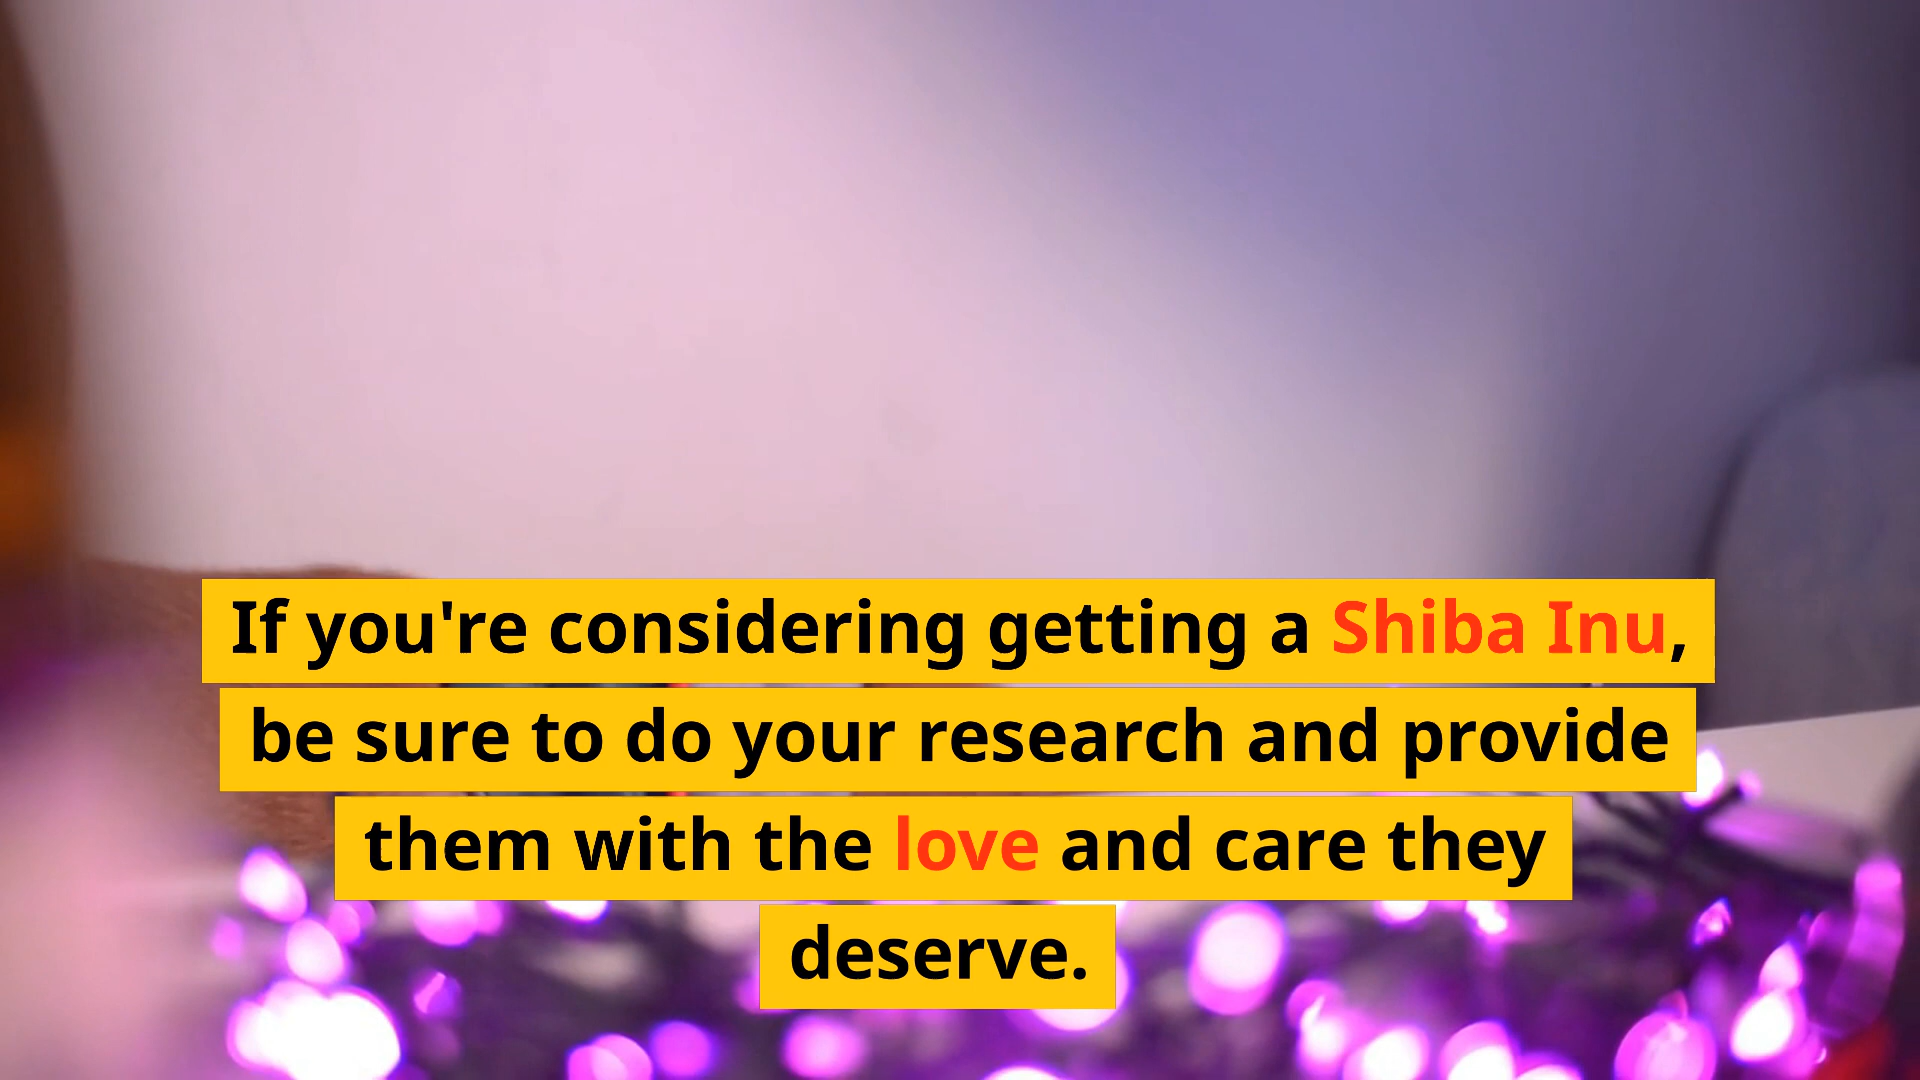 If you're considering getting a Shiba Inu,
be sure to do your research and provide
them with the love and care they
deserve.